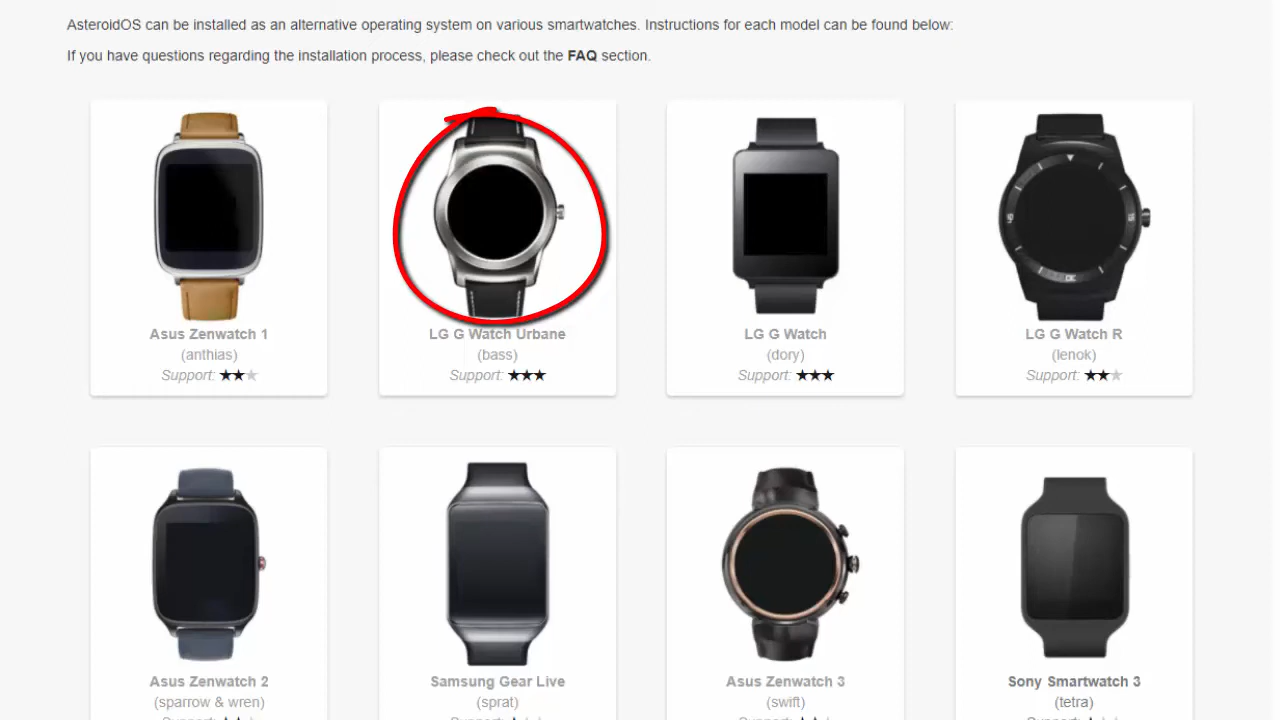 AsteroidOS can be installed as an alternative operating system on various smartwatches. Instructions for each model can be found below:
If you have questions regarding the installation process, please check out the FAQ section.
Asus Zenwatch 1
(anthias)
Support: ★★★
LG G Watch Urbane
(bass)
Support: ★★★
LG G Watch
(dory)
Support: ★★★
LG G Watch R
(lenok)
Support: ★★★
Asus Zenwatch 2
(sparrow & wren)
Samsung Gear Live
(sprat)
Asus Zenwatch 3
(swift)
Sony Smartwatch 3
(tetra)